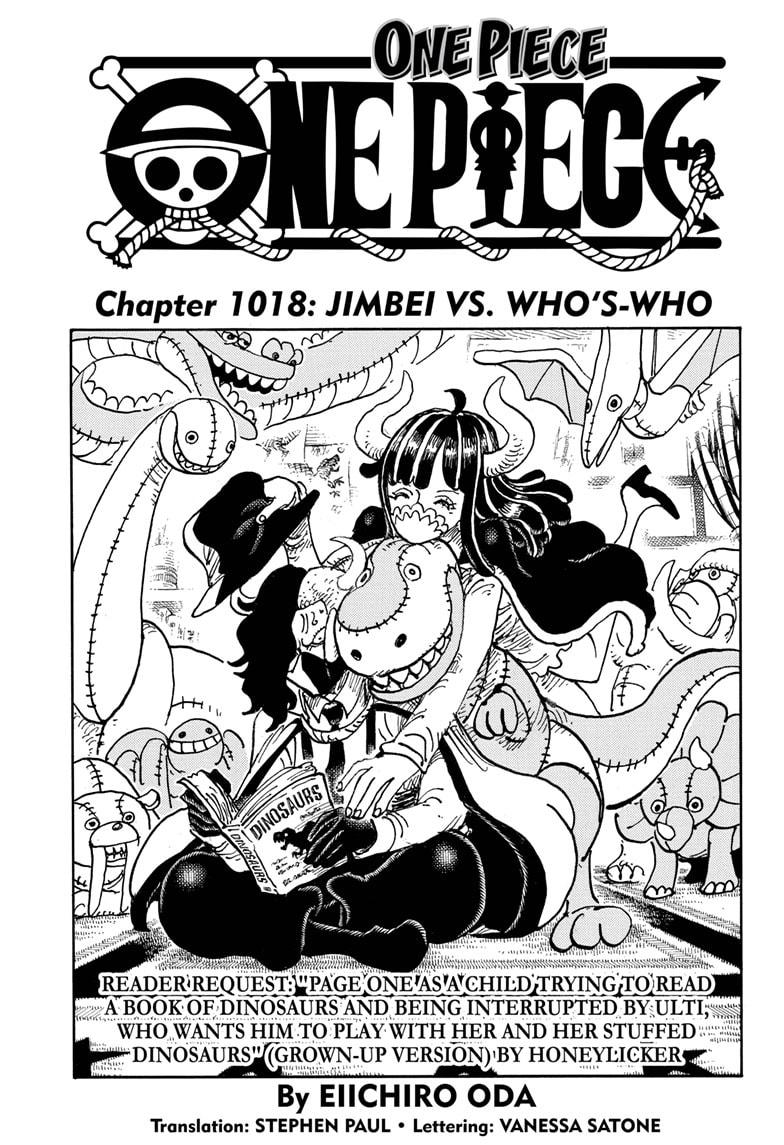 ONE PIECE
ONE PIECE
Chapter 1018: JIMBEI VS. WHO'S-WHO
DINOSAURS
DINOSAURS
READER REQUEST: "PAGE ONE AS A CHILD TRYING TO READ
A BOOK OF DINOSAURS AND BEING INTERRUPTED BY ULTI,
WHO WANTS HIM TO PLAY WITH HER AND HER STUFFED
DINOSAURS" (GROWN-UP VERSION) BY HONEYLICKER
By EIICHIRO ODA
Translation: STEPHEN PAUL • Lettering: VANESSA SATONE